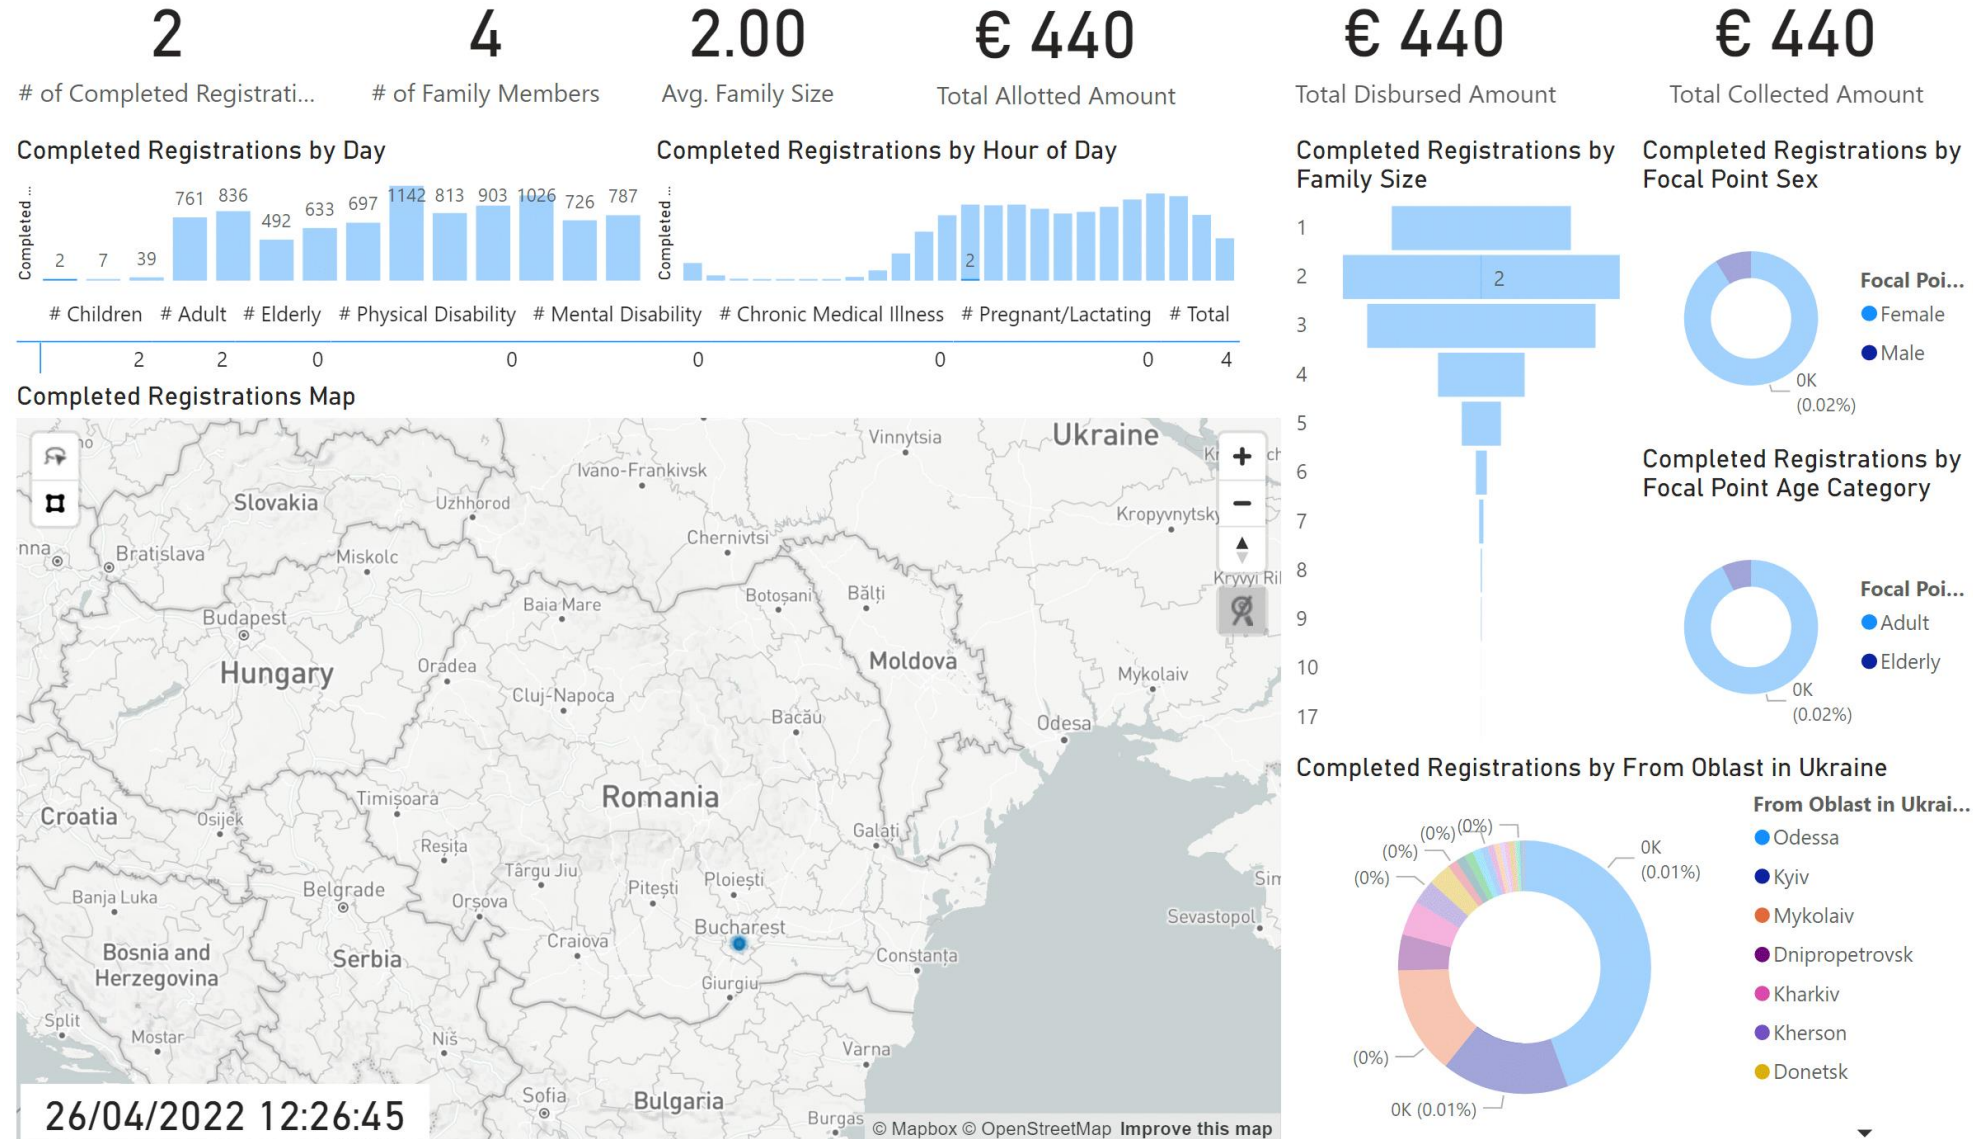 2
# of Completed Registrati...
4
# of Family Members
2.00
Avg. Family Size
€ 440
Total Allotted Amount
€ 440
Total Disbursed Amount
€ 440
Total Collected Amount
Completed Registrations by Day
Completed ...
2
7
39
761
836
492
633
697
1142
813
903
1026
726
787
Completed Registrations by Hour of Day
Completed ...
2
# Children # Adult # Elderly # Physical Disability # Mental Disability # Chronic Medical Illness # Pregnant/Lactating # Total
2 2 0 0 0 0 0 4
Completed Registrations by
Family Size
1
2
2
3
4
5
6
7
8
9
10
17
Completed Registrations by
Focal Point Sex
0K
(0.02%)
Focal Poi...
Female
Male
Completed Registrations by
Focal Point Age Category
0K
(0.02%)
Focal Poi...
Adult
Elderly
Completed Registrations Map
Ukraine
Vinnytsia
Ivano-Frankivsk
Slovakia
Uzhhorod
Kropyvnytsky
Chernivtsi
Bratislava
Miskolc
Kryvyi Ri
Botoșani
Bălți
Baia Mare
Budapest
Hungary
Oradea
Moldova
Mykolaiv
Cluj-Napoca
Bacău
Odesa
Romania
Timișoara
Croatia
Osijek
Galați
Reșița
Târgu Jiu
Ploiești
Pitești
Belgrade
Orșova
Banja Luka
Bucharest
Sevastopol
Craiova
Constanța
Bosnia and
Herzegovina
Serbia
Giurgiu
Split
Mostar
Niš
Varna
Sofia
Bulgaria
Burgas
26/04/2022 12:26:45
© Mapbox © OpenStreetMap Improve this map
Completed Registrations by From Oblast in Ukraine
(0%)
(0%)
(0%)
(0%)
(0%)
0K
(0.01%)
0K (0.01%)
From Oblast in Ukrai...
Odessa
Kyiv
Mykolaiv
Dnipropetrovsk
Kharkiv
Kherson
Donetsk